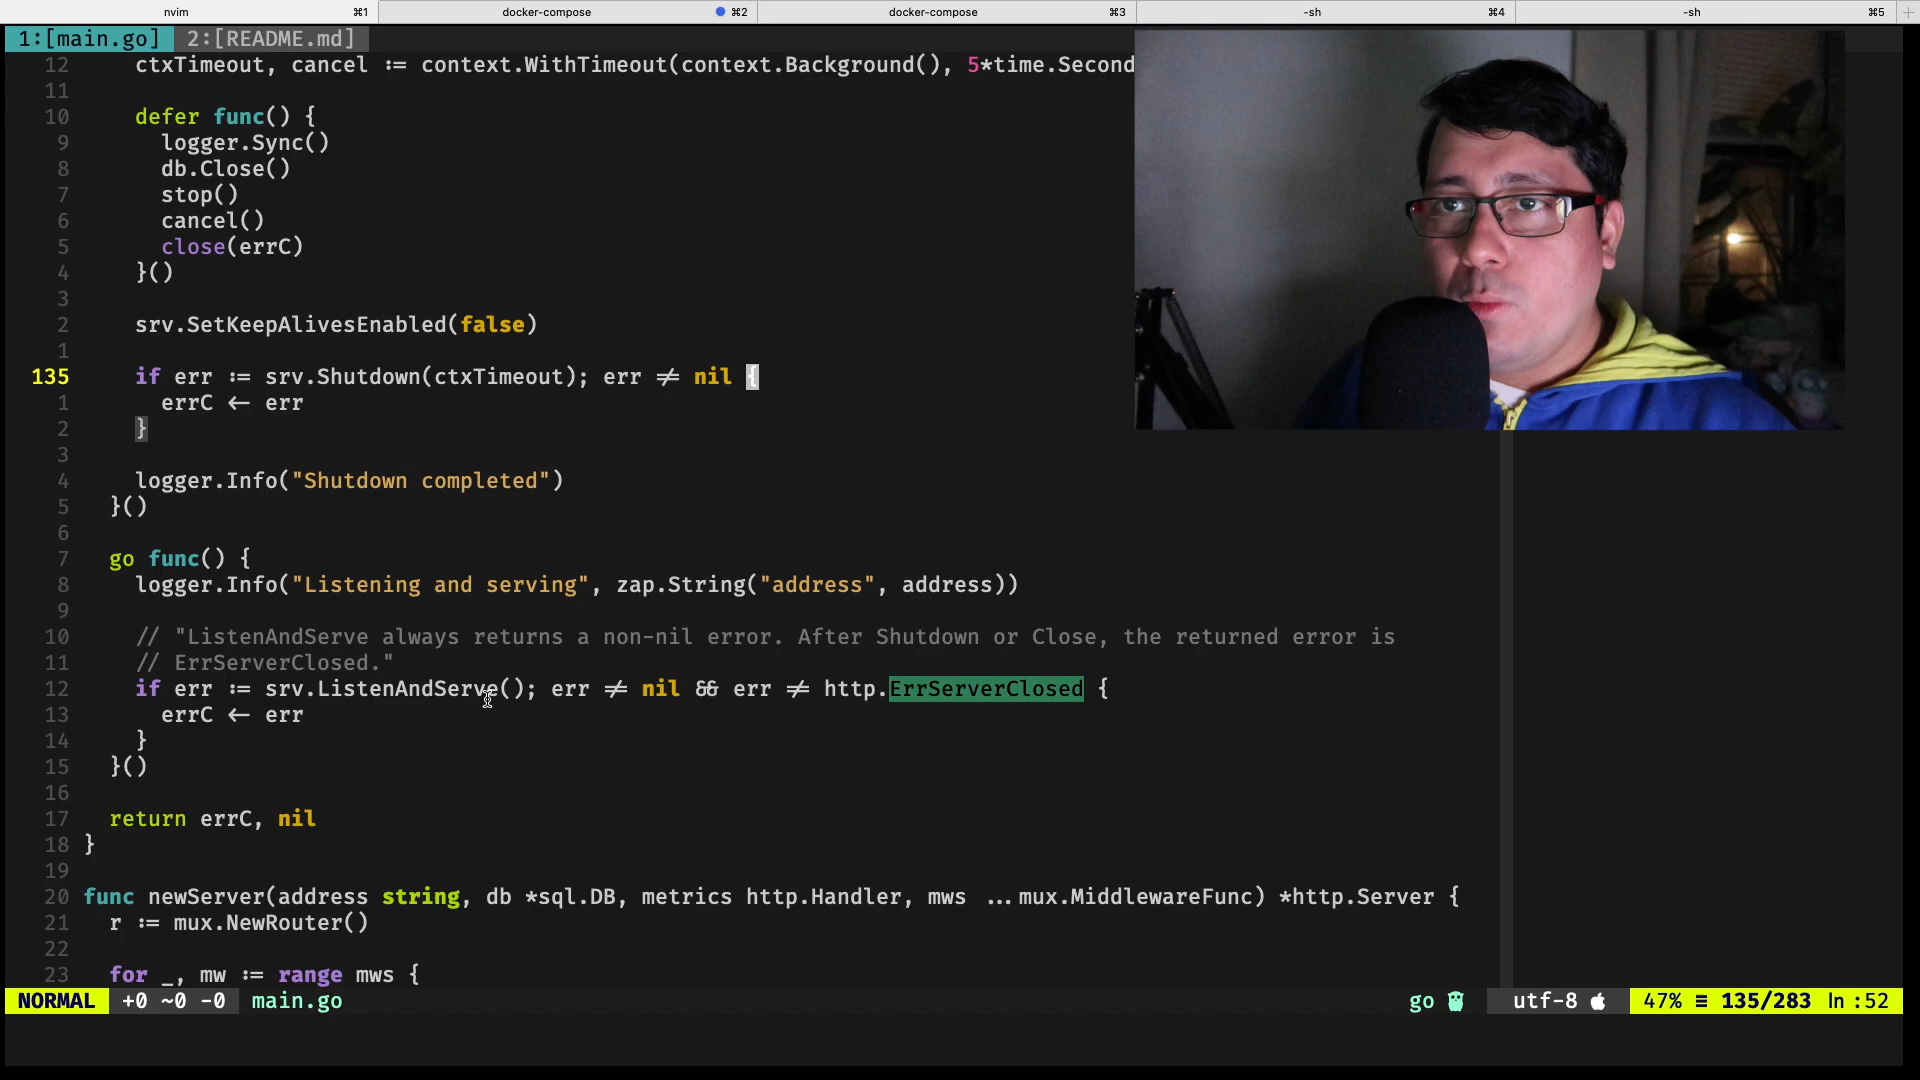 nvim ⌘1 docker-compose ⌘2 docker-compose ⌘3 -sh ⌘4 -sh ⌘5 +
1:[main.go] 2:[README.md]
12 ctxTimeout, cancel := context.WithTimeout(context.Background(), 5*time.Second
11
10 defer func() {
9 logger.Sync()
8 db.Close()
7 stop()
6 cancel()
5 close(errC)
4 }()
3
2 srv.SetKeepAlivesEnabled(false)
1
135 if err := srv.Shutdown(ctxTimeout); err ≠ nil {
1 errC ← err
2 }
3
4 logger.Info("Shutdown completed")
5 }()
6
7 go func() {
8 logger.Info("Listening and serving", zap.String("address", address))
9
10 // "ListenAndServe always returns a non-nil error. After Shutdown or Close, the returned error is
11 // ErrServerClosed."
12 if err := srv.ListenAndServe(); err ≠ nil && err ≠ http.ErrServerClosed {
13 errC ← err
14 }
15 }()
16
17 return errC, nil
18 }
19
20 func newServer(address string, db *sql.DB, metrics http.Handler, mws ...mux.MiddlewareFunc) *http.Server {
21 r := mux.NewRouter()
22
23 for _, mw := range mws {
NORMAL +0 ~0 -0 main.go go utf-8 47% ≡ 135/283 ln :52